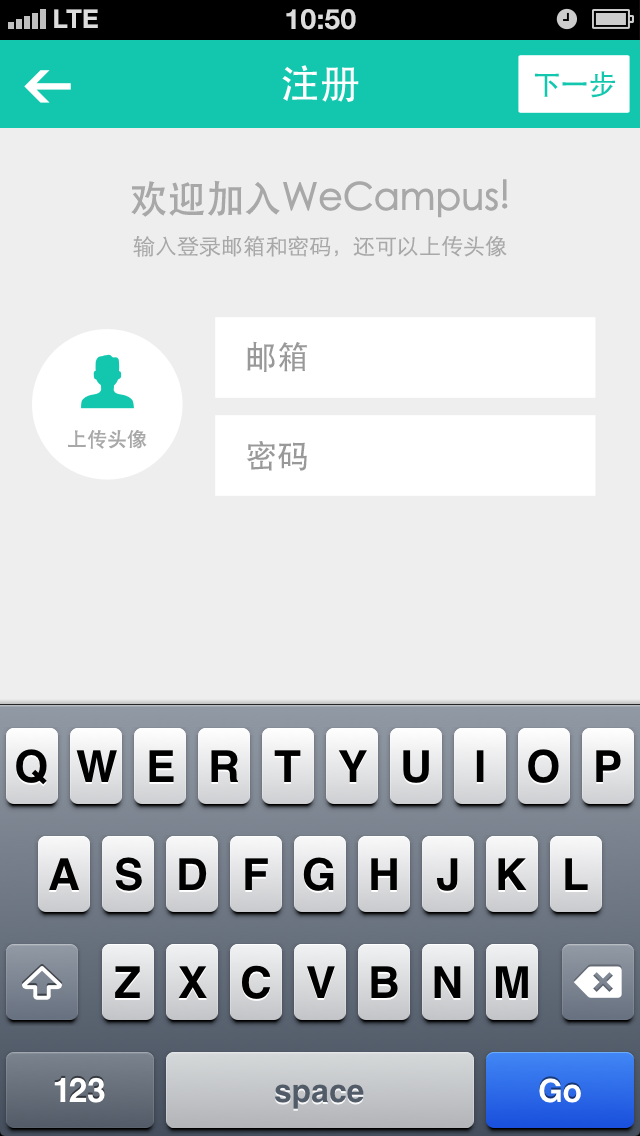 LTE 10:50
注册 下一步
欢迎加入WeCampus!
输入登录邮箱和密码，还可以上传头像
邮箱
上传头像
密码
Q W E R T Y U I O P
A S D F G H J K L
Z X C V B N M
123 space Go